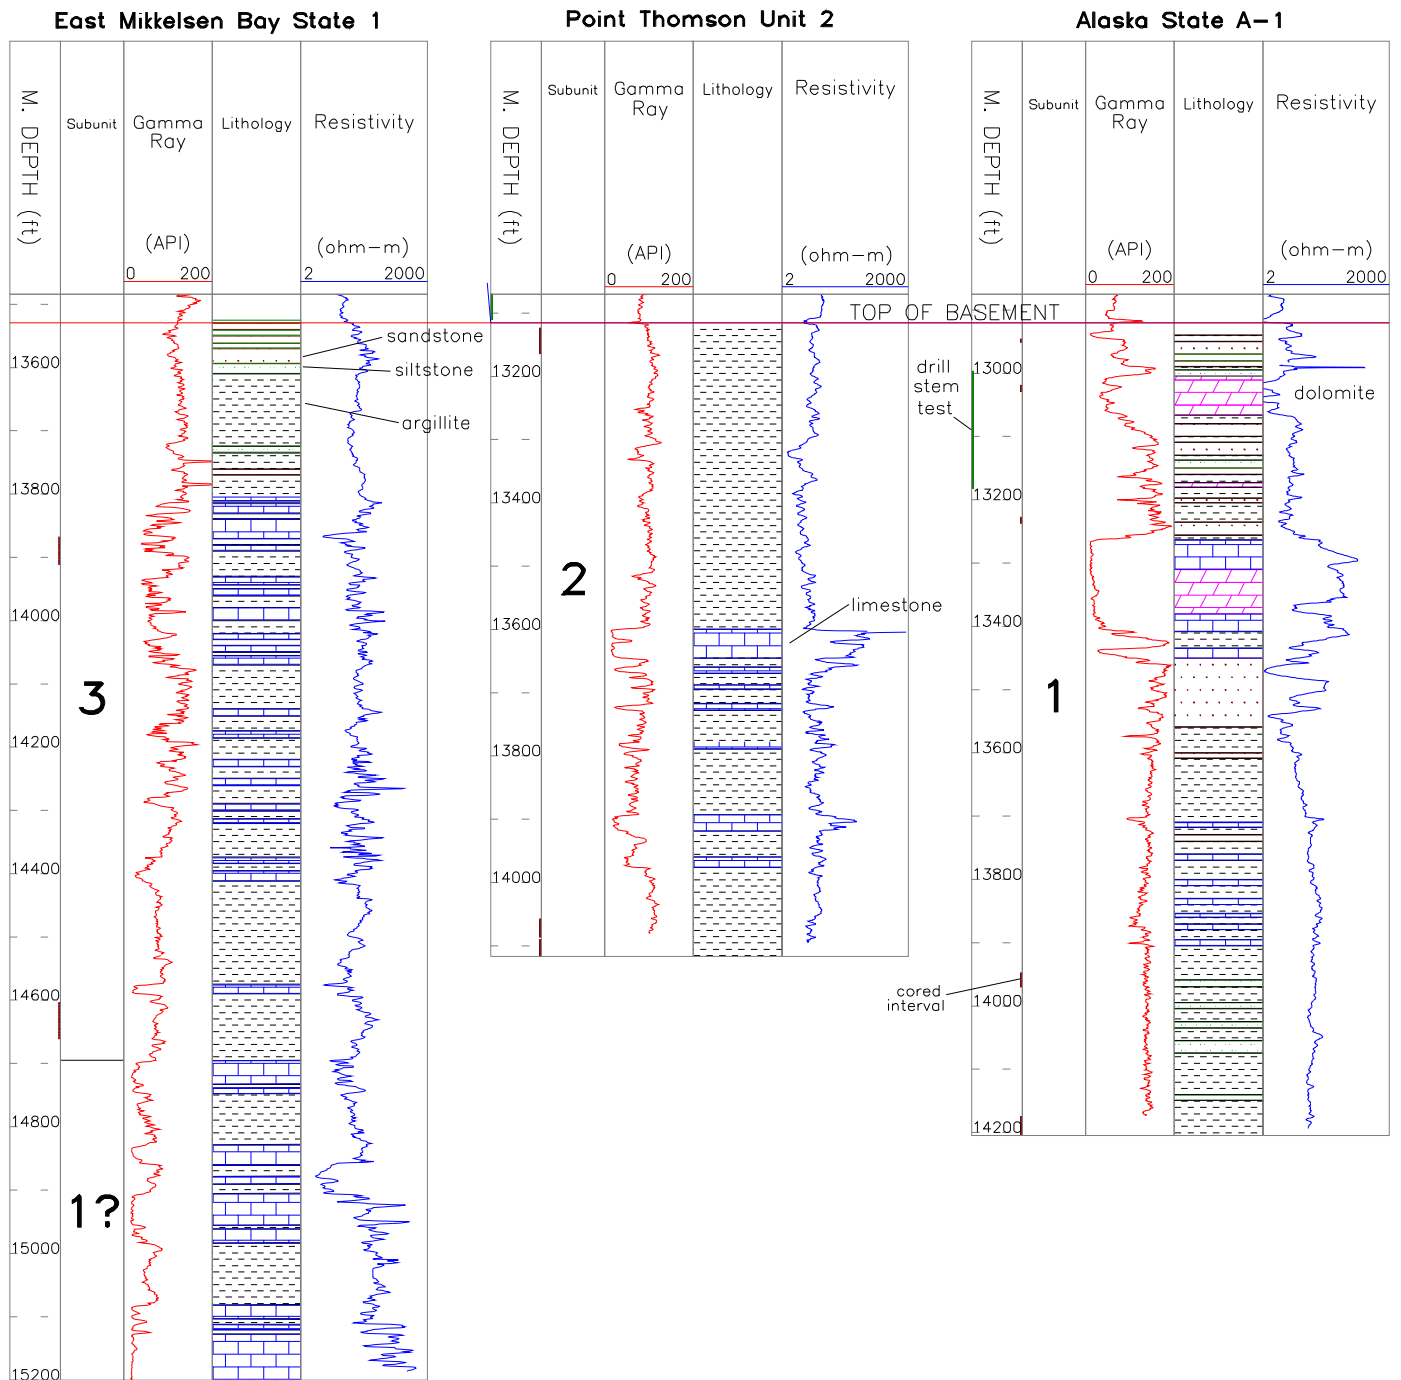 East Mikkelsen Bay State 1
M. DEPTH (ft)
Subunit
Gamma
Ray
(API)
0 200
Lithology
Resistivity
(ohm-m)
2 2000
13600
13800
14000
14200
14400
14600
14800
15000
15200
3
1?
sandstone
siltstone
argillite
Point Thomson Unit 2
M. DEPTH (ft)
Subunit
Gamma
Ray
(API)
0 200
Lithology
Resistivity
(ohm-m)
2 2000
TOP OF BASEMENT
13200
13400
13600
13800
14000
2
limestone
Alaska State A-1
M. DEPTH (ft)
Subunit
Gamma
Ray
(API)
0 200
Lithology
Resistivity
(ohm-m)
2 2000
drill
stem
test
13000
13200
13400
13600
13800
14000
14200
1
dolomite
cored
interval